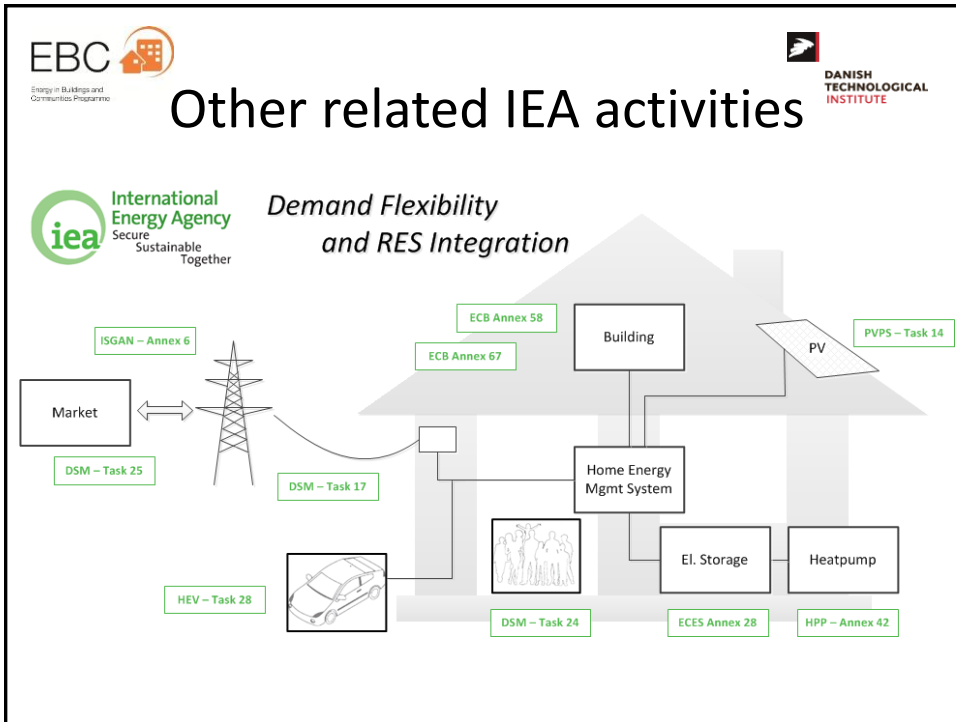 EBC
Energy in Buildings and
Communities Programme
DANISH
TECHNOLOGICAL
INSTITUTE
Other related IEA activities
iea
International
Energy Agency
Secure
Sustainable
Together
Demand Flexibility
and RES Integration
ECB Annex 58
Building
ISGAN – Annex 6
ECB Annex 67
PV
PVPS – Task 14
Market
DSM – Task 25
DSM – Task 17
Home Energy
Mgmt System
El. Storage
Heatpump
HEV – Task 28
DSM – Task 24
ECES Annex 28
HPP – Annex 42